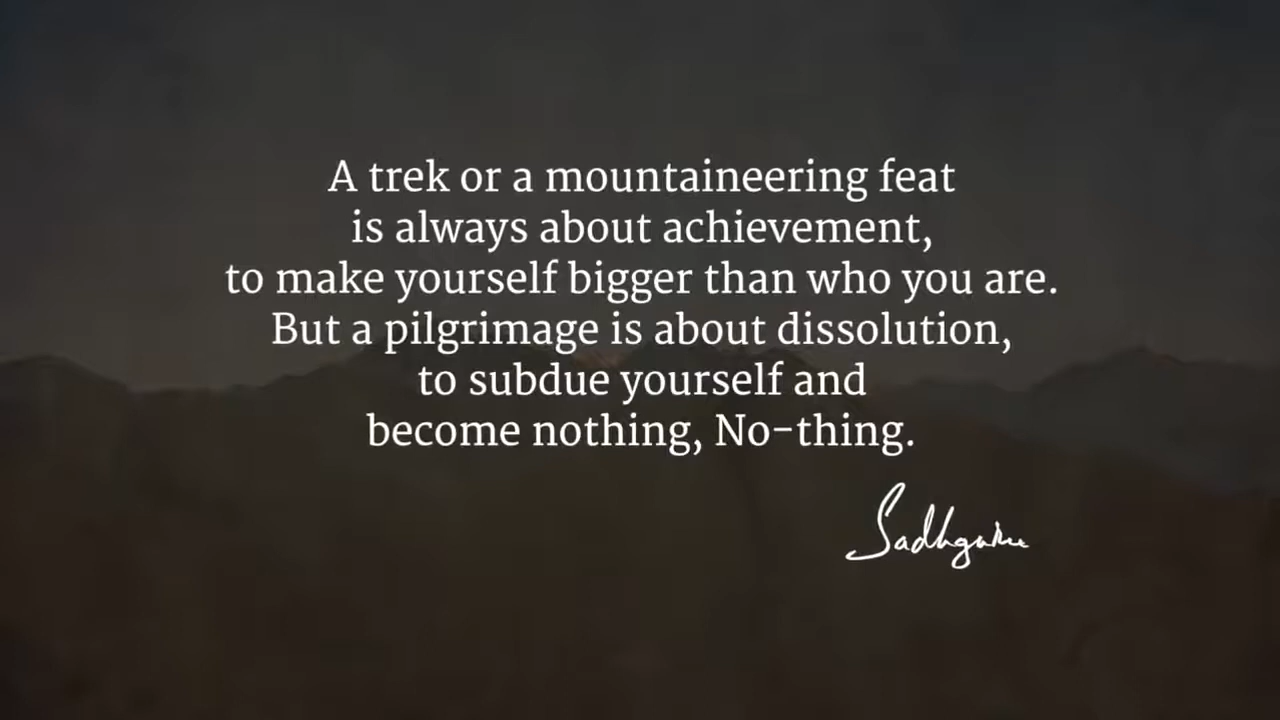 A trek or a mountaineering feat
is always about achievement,
to make yourself bigger than who you are.
But a pilgrimage is about dissolution,
to subdue yourself and
become nothing, No-thing.
Sadhguru